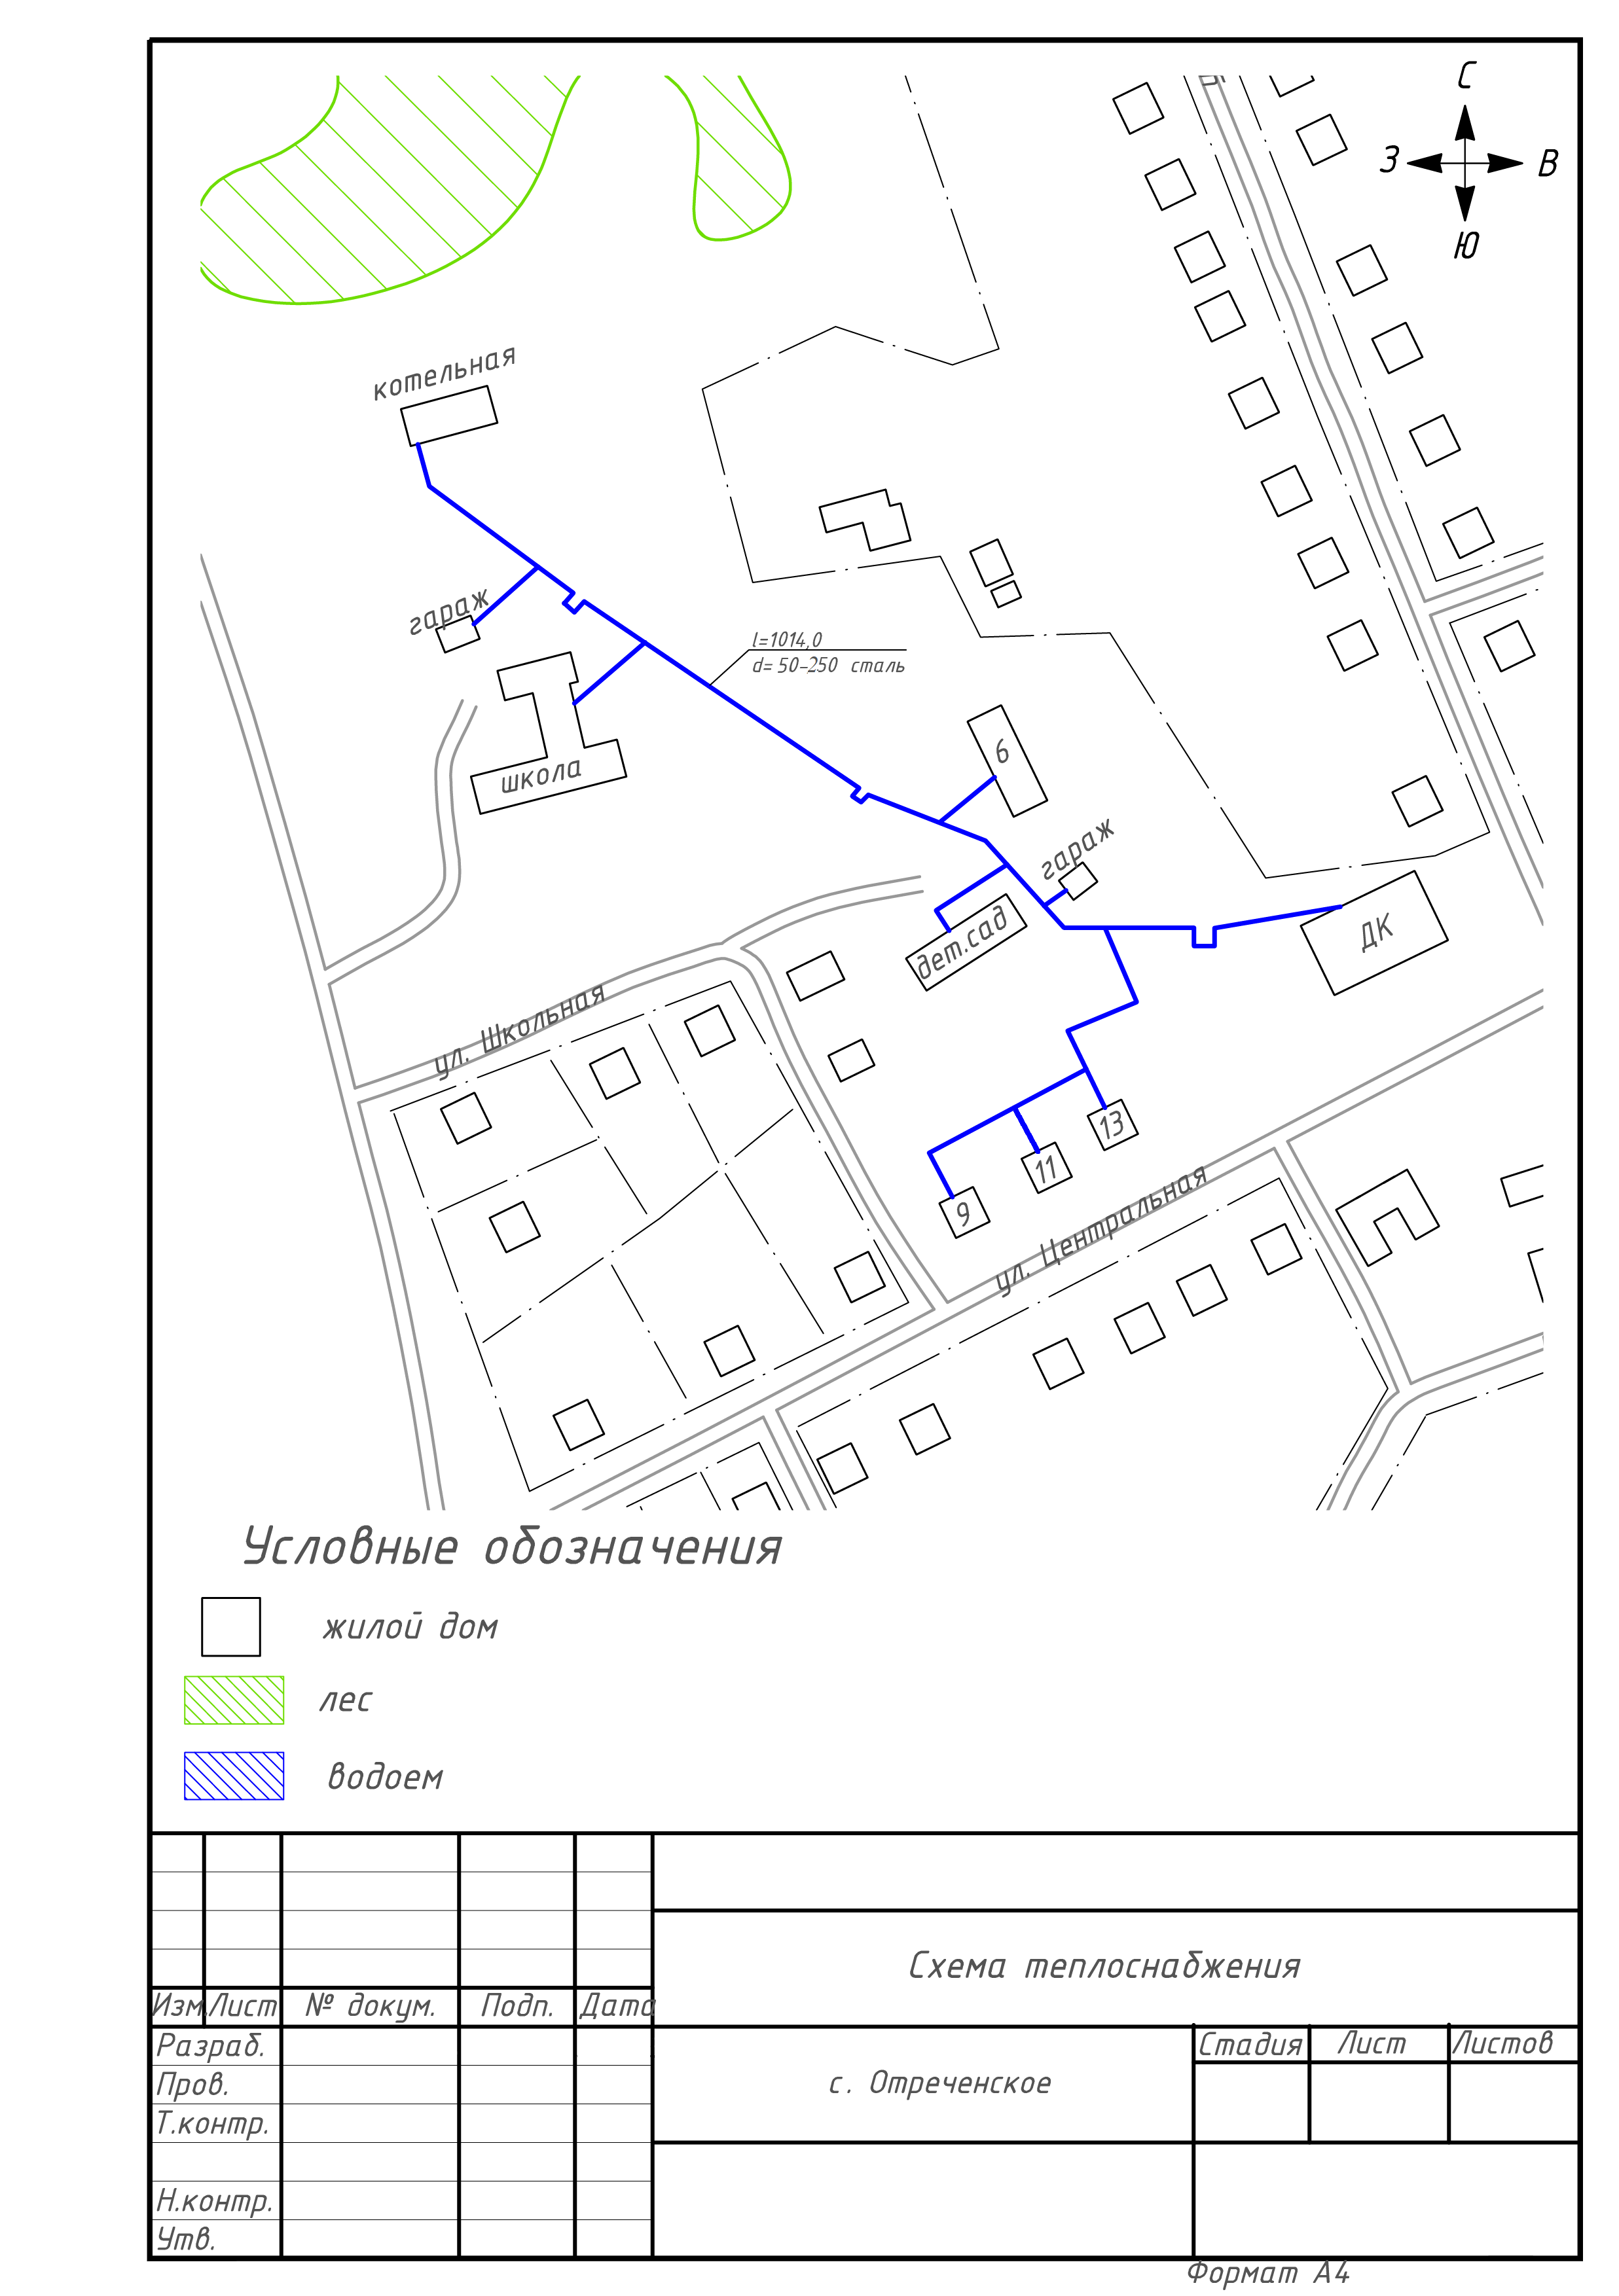 С
З
В
Ю
котельная
гараж
l=1014,0
d= 50-250 сталь
школа
6
гараж
дет.сад
ДК
ул. Школьная
13
11
9
ул. Центральная
Условные обозначения
жилой дом
лес
водоем
Схема теплоснабжения
Изм. Лист № докум. Подп. Дата
Разраб.
Стадия Лист Листов
Пров.
с. Отреченское
Т.контр.
Н.контр.
Утв.
Формат А4